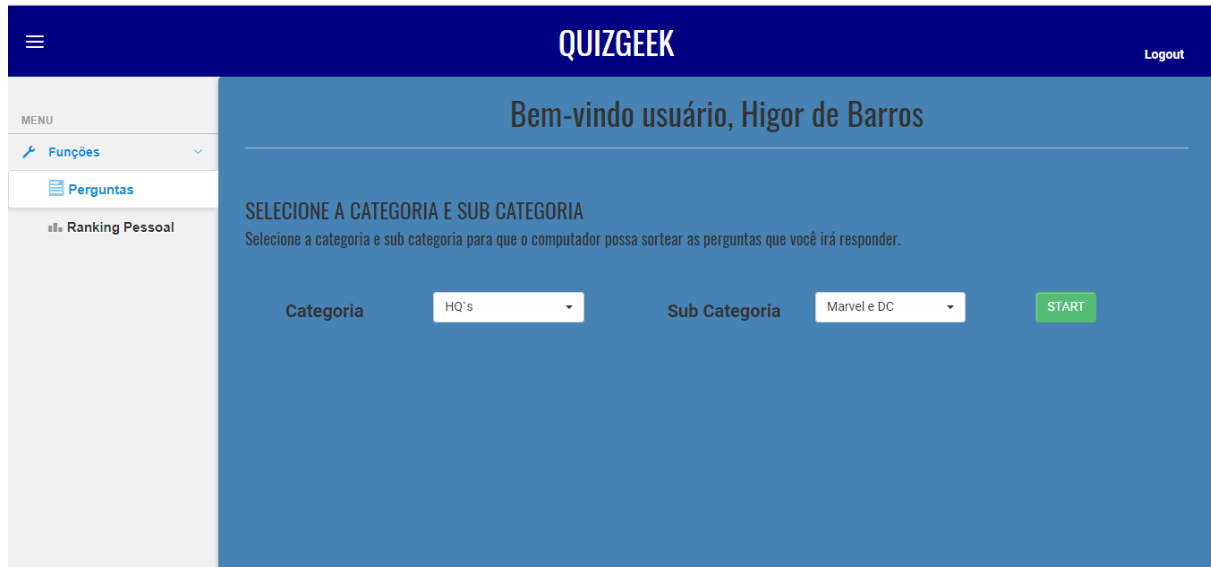 QUIZGEEK
Logout
MENU
Funções
Perguntas
Ranking Pessoal
Bem-vindo usuário, Higor de Barros
SELECIONE A CATEGORIA E SUB CATEGORIA
Selecione a categoria e sub categoria para que o computador possa sortear as perguntas que você irá responder.
Categoria HQ`s Sub Categoria Marvel e DC START